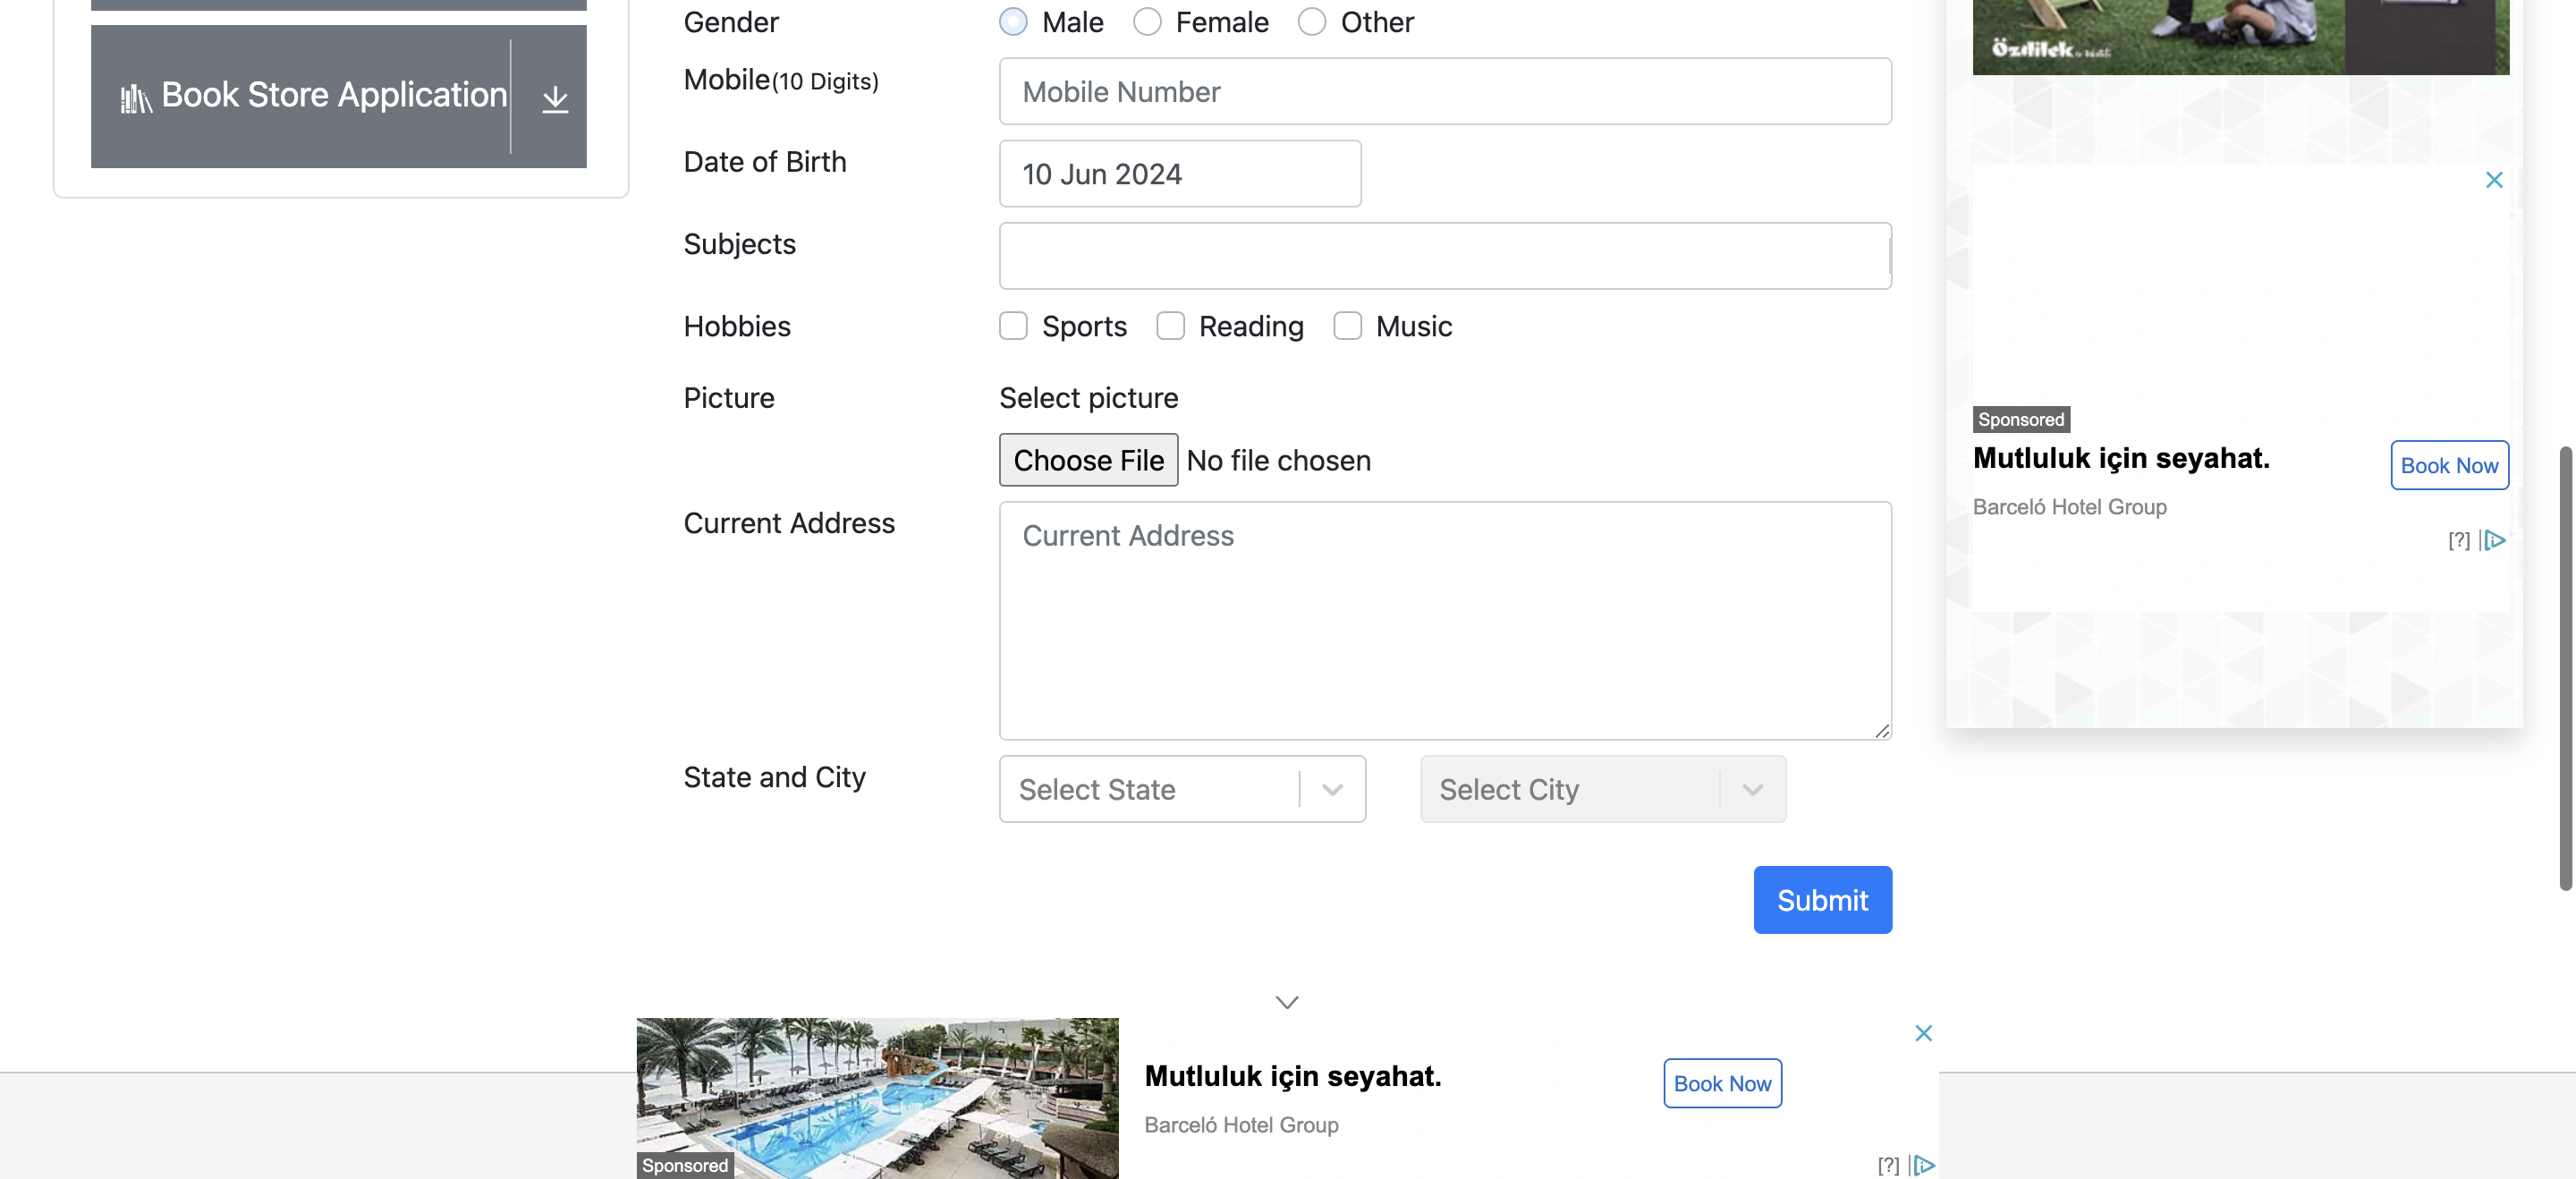 Book Store Application
Gender
Male Female Other
Mobile(10 Digits)
Mobile Number
Date of Birth
10 Jun 2024
Subjects
Hobbies
Sports Reading Music
Picture
Select picture
Choose File No file chosen
Current Address
Current Address
State and City
Select State
Select City
Submit
Özdilek
Sponsored
Mutluluk için seyahat.
Book Now
Barceló Hotel Group
[?]
Mutluluk için seyahat.
Book Now
Barceló Hotel Group
Sponsored
[?]